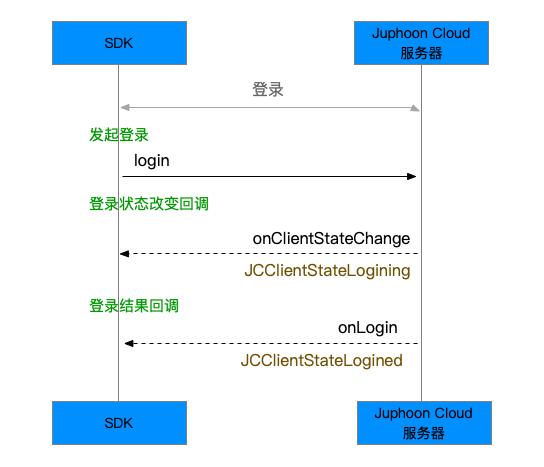 SDK
Juphoon Cloud
服务器
登录
发起登录
login
登录状态改变回调
onClientStateChange
JCClientStateLogining
登录结果回调
onLogin
JCClientStateLogined
SDK
Juphoon Cloud
服务器